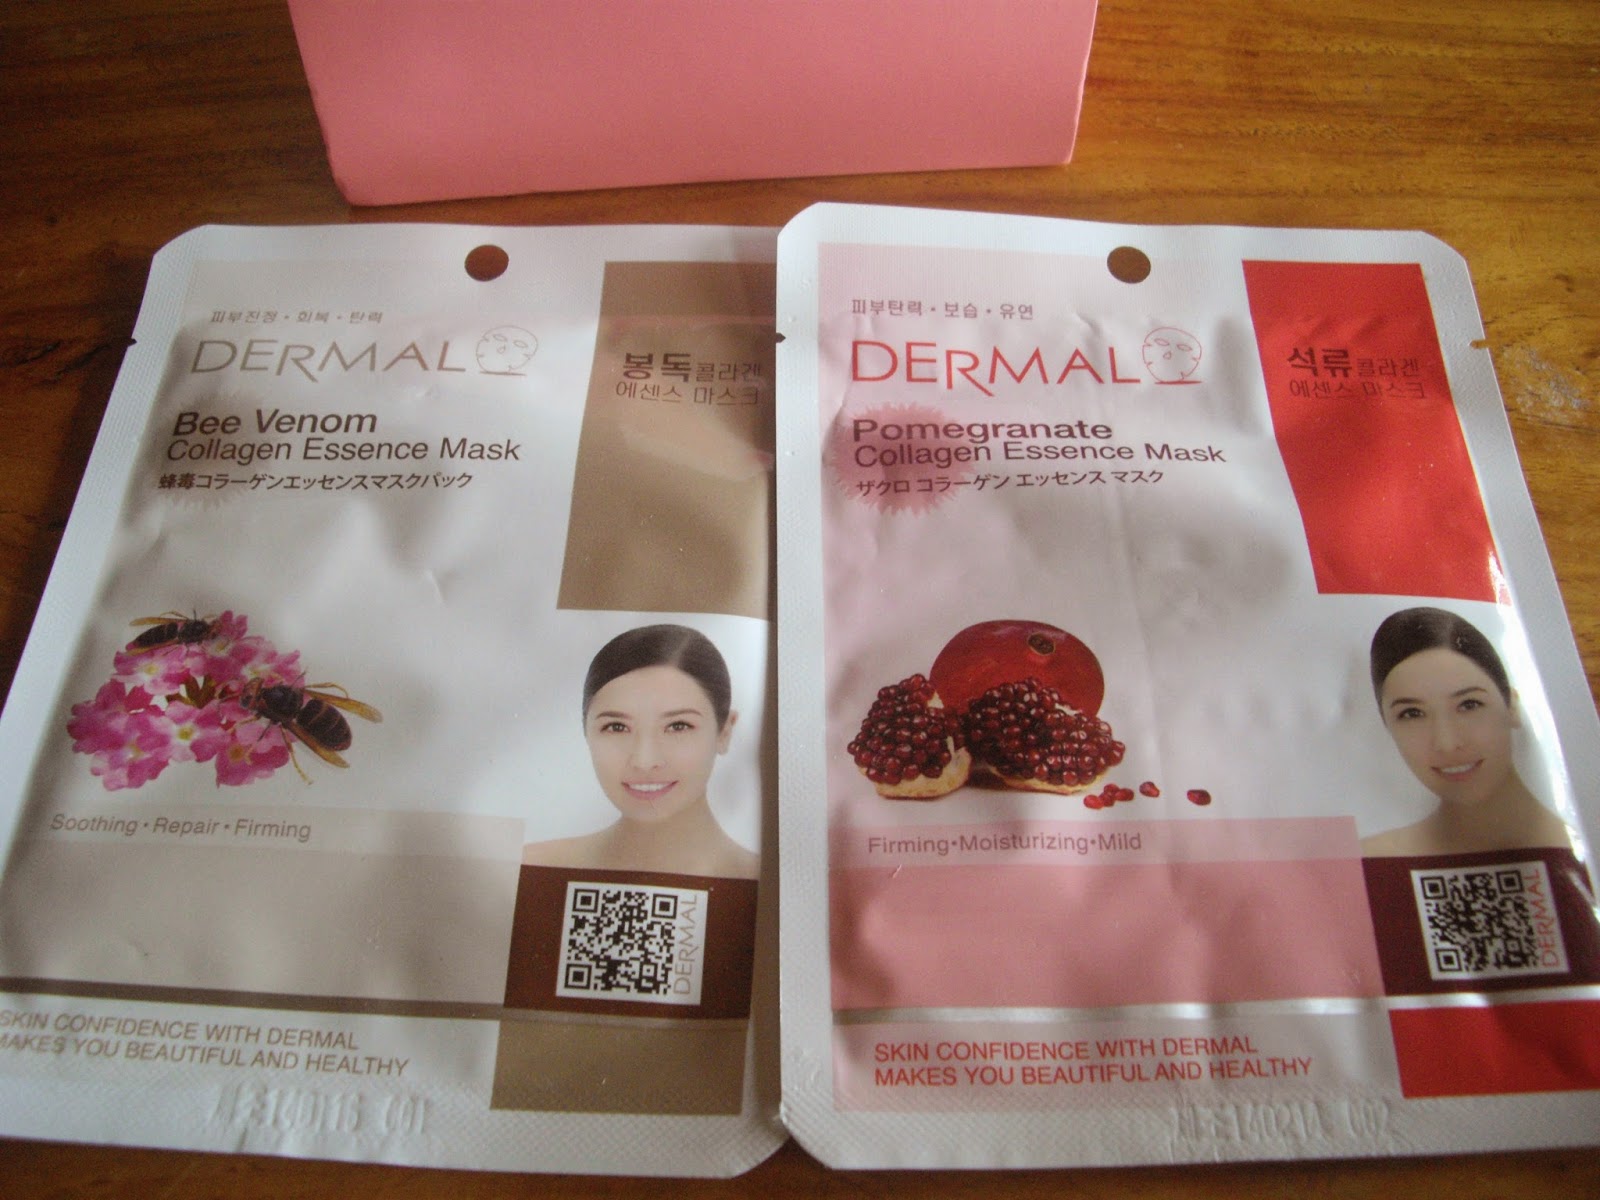 피부진정・회복・탄력
DERMAL
봉독콜라겐
에센스 마스크
Bee Venom
Collagen Essence Mask
蜂毒コラーゲンエッセンスマスクパック
Soothing・Repair・Firming
DERMAL
SKIN CONFIDENCE WITH DERMAL
MAKES YOU BEAUTIFUL AND HEALTHY
피부탄력・보습・유연
DERMAL
석류콜라겐
에센스 마스크
Pomegranate
Collagen Essence Mask
ザクロ コラーゲン エッセンス マスク
Firming・Moisturizing・Mild
DERMAL
SKIN CONFIDENCE WITH DERMAL
MAKES YOU BEAUTIFUL AND HEALTHY